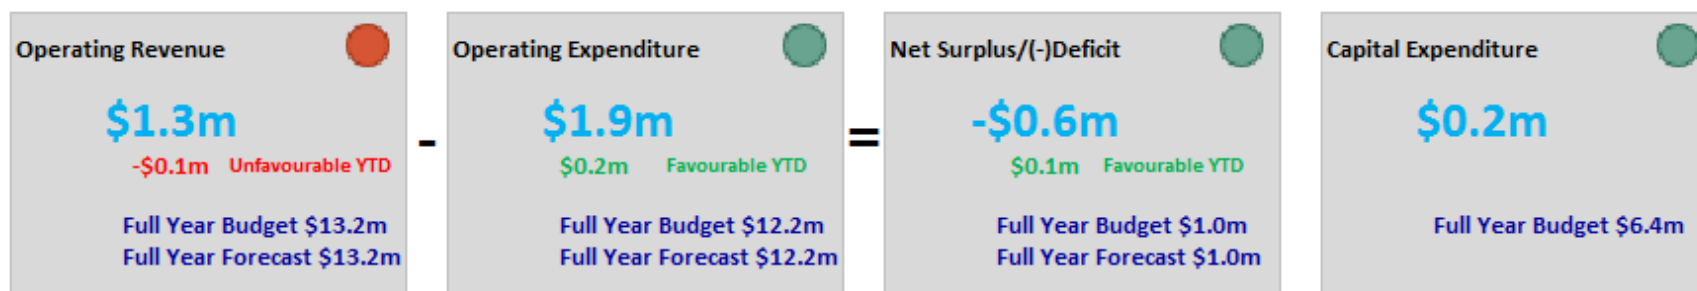 Operating Revenue
$1.3m
-$0.1m Unfavourable YTD
Full Year Budget $13.2m
Full Year Forecast $13.2m
-
Operating Expenditure
$1.9m
$0.2m Favourable YTD
Full Year Budget $12.2m
Full Year Forecast $12.2m
=
Net Surplus/(-)Deficit
-$0.6m
$0.1m Favourable YTD
Full Year Budget $1.0m
Full Year Forecast $1.0m
Capital Expenditure
$0.2m
Full Year Budget $6.4m